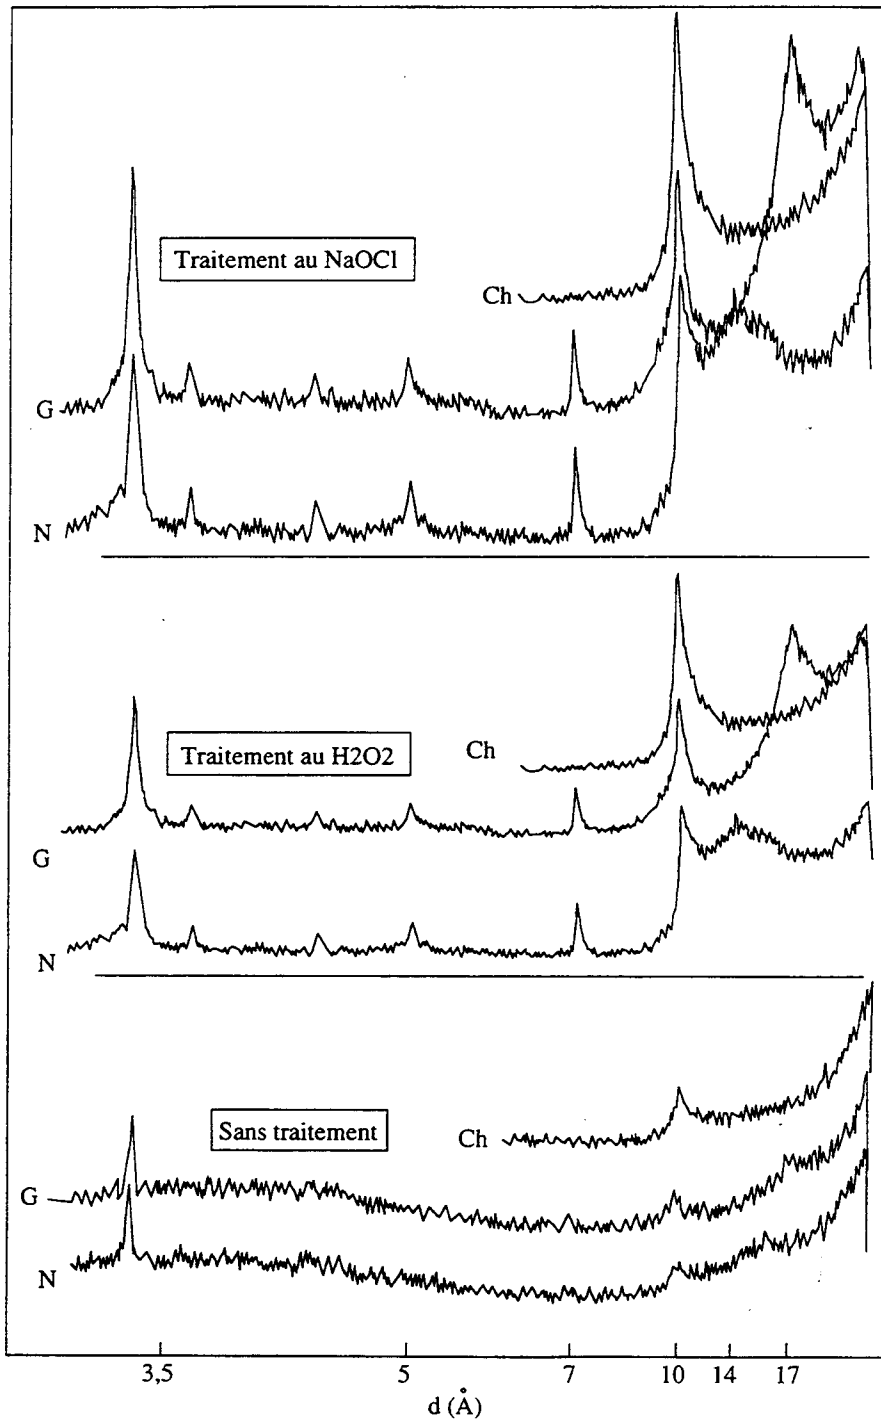 Traitement au NaOCl
Ch
G
N
Traitement au H2O2
Ch
G
N
Sans traitement
Ch
G
N
3,5 5 7 10 14 17
d (Å)